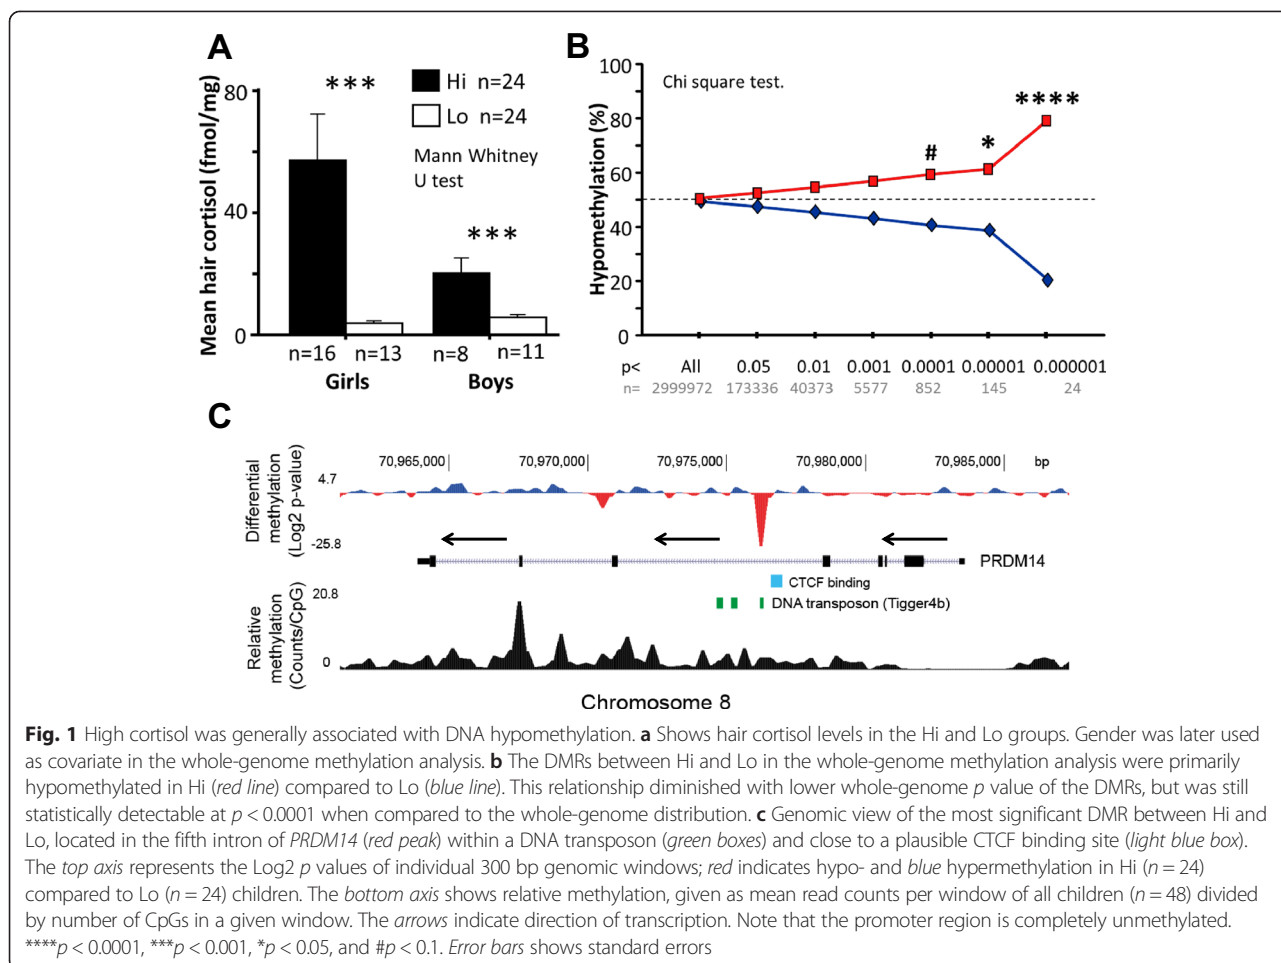 A
Mean hair cortisol (fmol/mg)
80
40
0
***
***
Hi n=24
Lo n=24
Mann Whitney
U test
n=16 n=13 n=8 n=11
Girls Boys
B
Hypomethylation (%)
100
80
60
40
20
0
Chi square test.
# * ****
p< All 0.05 0.01 0.001 0.0001 0.00001 0.000001
n= 2999972 173336 40373 5577 852 145 24
C
Differential
methylation
(Log2 p-value)
4.7
-25.8
70,965,000 70,970,000 70,975,000 70,980,000 70,985,000 bp
PRDM14
CTCF binding
DNA transposon (Tigger4b)
Relative
methylation
(Counts/CpG)
20.8
0
Chromosome 8
Fig. 1 High cortisol was generally associated with DNA hypomethylation. a Shows hair cortisol levels in the Hi and Lo groups. Gender was later used
as covariate in the whole-genome methylation analysis. b The DMRs between Hi and Lo in the whole-genome methylation analysis were primarily
hypomethylated in Hi (red line) compared to Lo (blue line). This relationship diminished with lower whole-genome p value of the DMRs, but was still
statistically detectable at p < 0.0001 when compared to the whole-genome distribution. c Genomic view of the most significant DMR between Hi and
Lo, located in the fifth intron of PRDM14 (red peak) within a DNA transposon (green boxes) and close to a plausible CTCF binding site (light blue box).
The top axis represents the Log2 p values of individual 300 bp genomic windows; red indicates hypo- and blue hypermethylation in Hi (n = 24)
compared to Lo (n = 24) children. The bottom axis shows relative methylation, given as mean read counts per window of all children (n = 48) divided
by number of CpGs in a given window. The arrows indicate direction of transcription. Note that the promoter region is completely unmethylated.
****p < 0.0001, ***p < 0.001, *p < 0.05, and #p < 0.1. Error bars shows standard errors